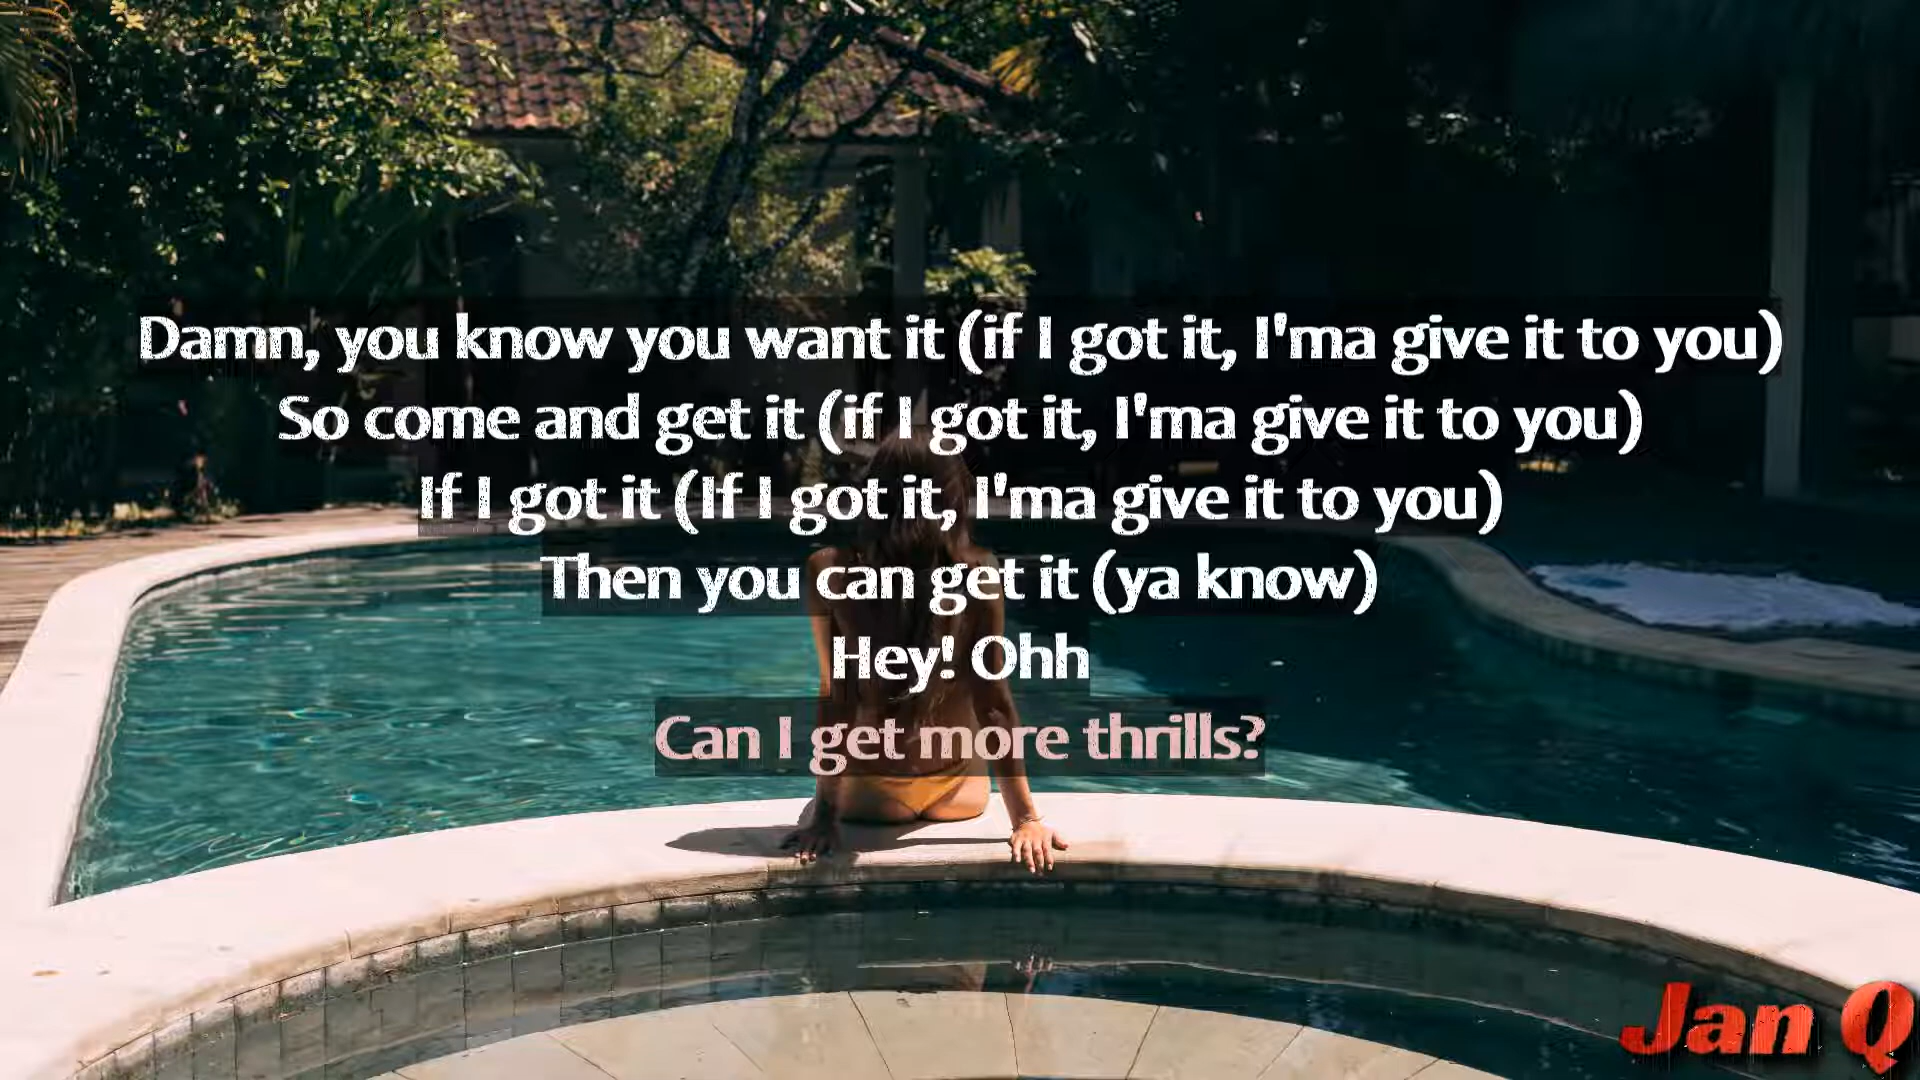 Damn, you know you want it (if I got it, I'ma give it to you)
So come and get it (if I got it, I'ma give it to you)
If I got it (If I got it, I'ma give it to you)
Then you can get it (ya know)
Hey! Ohh
Can I get more thrills?
Jan Q